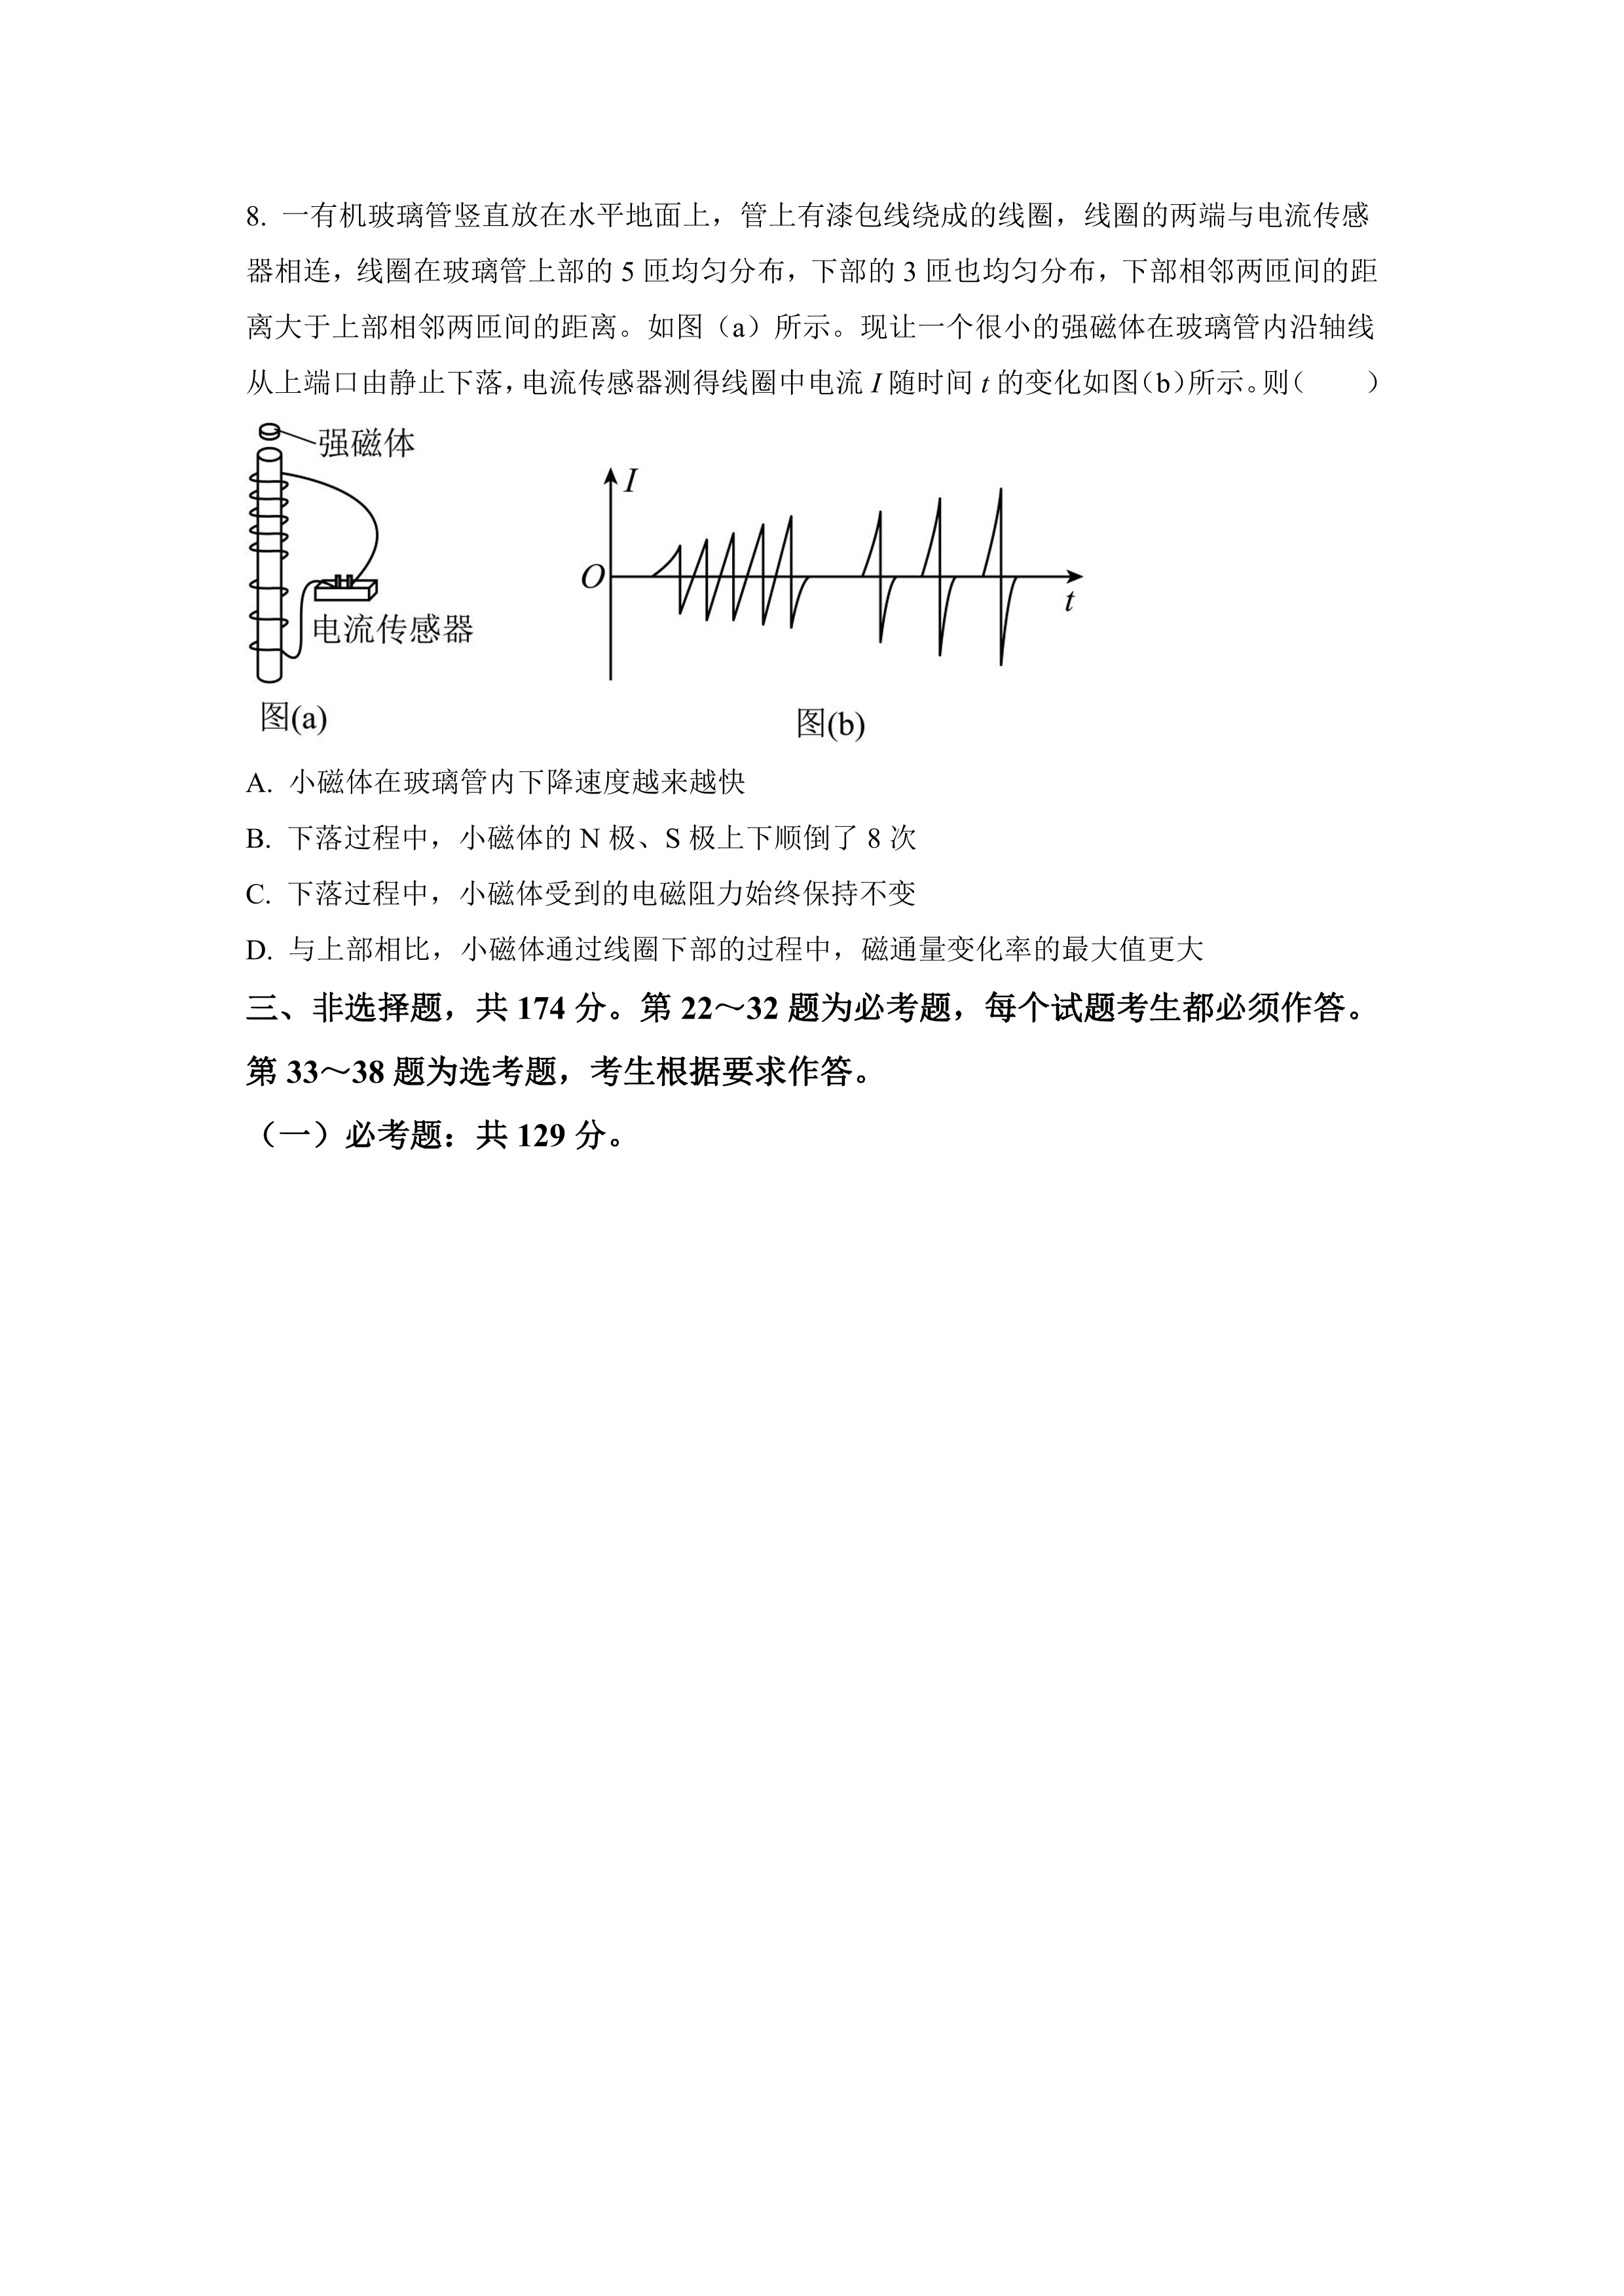 8. 一有机玻璃管竖直放在水平地面上，管上有漆包线绕成的线圈，线圈的两端与电流传感
器相连，线圈在玻璃管上部的 5 匝均匀分布，下部的 3 匝也均匀分布，下部相邻两匝间的距
离大于上部相邻两匝间的距离。如图（a）所示。现让一个很小的强磁体在玻璃管内沿轴线
从上端口由静止下落，电流传感器测得线圈中电流 I 随时间 t 的变化如图（b）所示。则（　　）
强磁体
电流传感器
图(a)
I
O
t
图(b)
A. 小磁体在玻璃管内下降速度越来越快
B. 下落过程中，小磁体的 N 极、S 极上下顺倒了 8 次
C. 下落过程中，小磁体受到的电磁阻力始终保持不变
D. 与上部相比，小磁体通过线圈下部的过程中，磁通量变化率的最大值更大
三、非选择题，共 174 分。第 22～32 题为必考题，每个试题考生都必须作答。
第 33～38 题为选考题，考生根据要求作答。
（一）必考题：共 129 分。